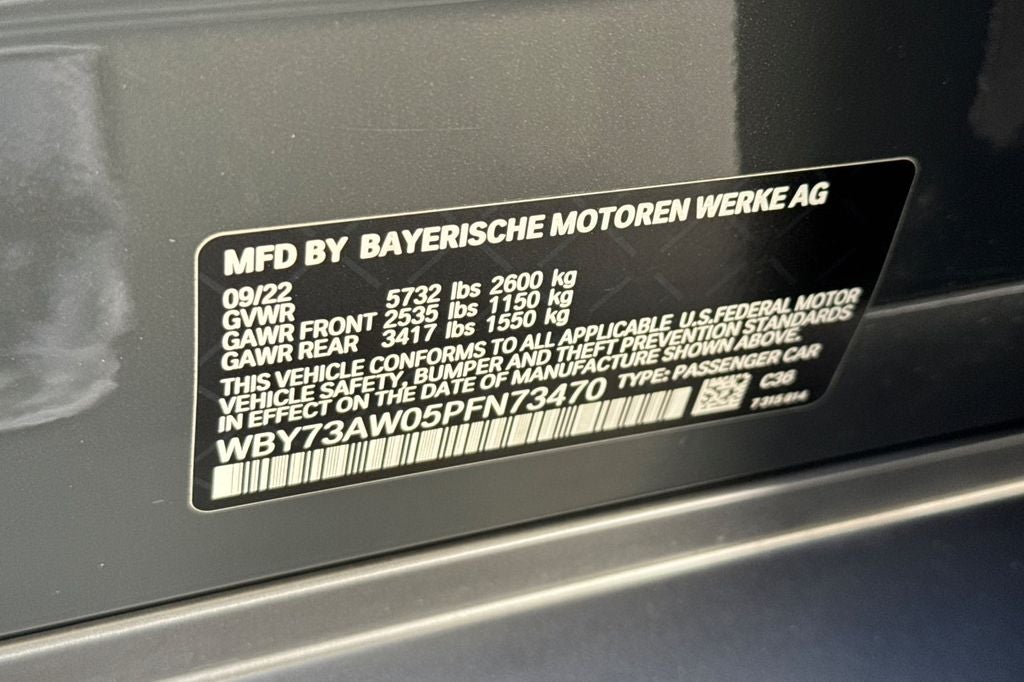 MFD BY BAYERISCHE MOTOREN WERKE AG
09/22
GVWR 5732 lbs 2600 kg
GAWR FRONT 2535 lbs 1150 kg
GAWR REAR 3417 lbs 1550 kg
THIS VEHICLE CONFORMS TO ALL APPLICABLE U.S.FEDERAL MOTOR
VEHICLE SAFETY, BUMPER AND THEFT PREVENTION STANDARDS
IN EFFECT ON THE DATE OF MANUFACTURE SHOWN ABOVE.
WBY73AW05PFN73470 TYPE: PASSENGER CAR
C36